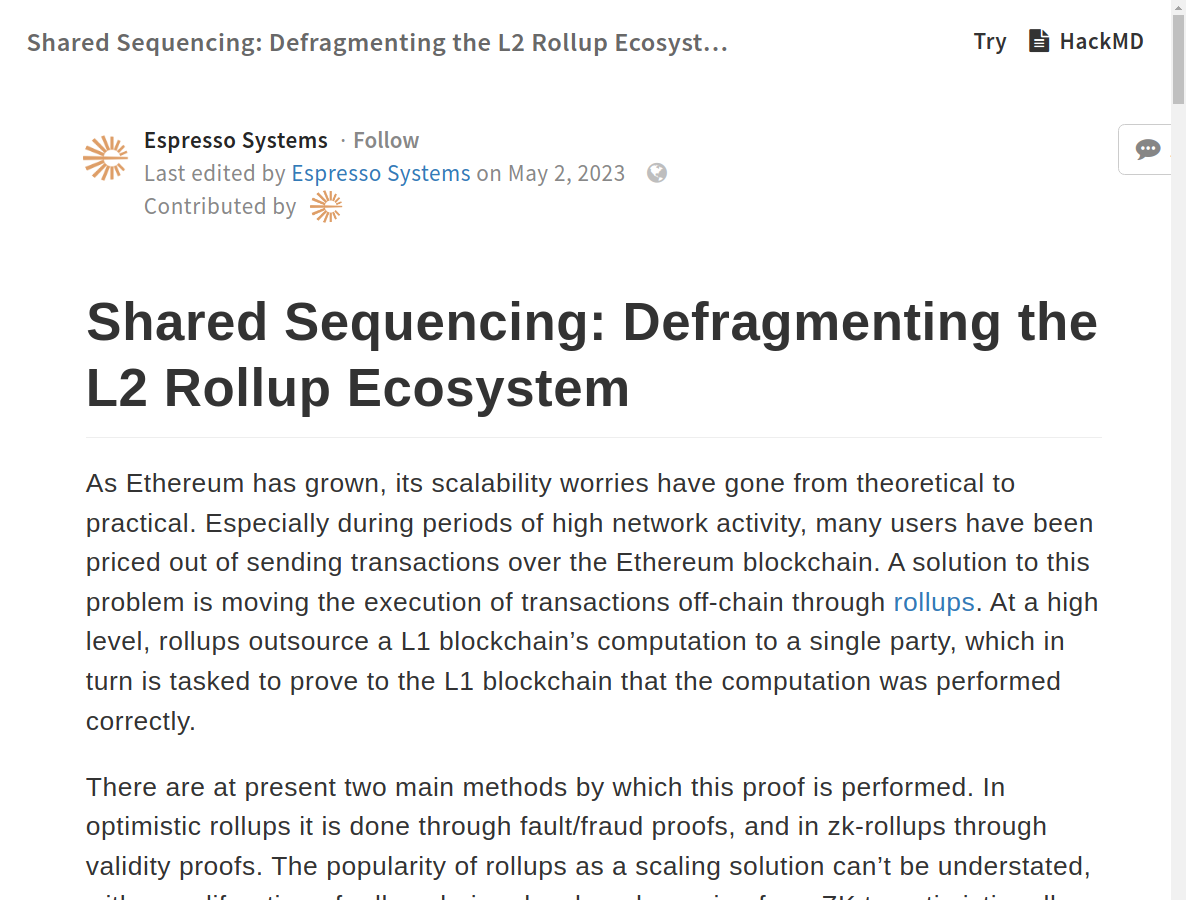 Shared Sequencing: Defragmenting the L2 Rollup Ecosyst...
Try HackMD
Espresso Systems · Follow
Last edited by Espresso Systems on May 2, 2023
Contributed by
Shared Sequencing: Defragmenting the
L2 Rollup Ecosystem
As Ethereum has grown, its scalability worries have gone from theoretical to
practical. Especially during periods of high network activity, many users have been
priced out of sending transactions over the Ethereum blockchain. A solution to this
problem is moving the execution of transactions off-chain through rollups. At a high
level, rollups outsource a L1 blockchain’s computation to a single party, which in
turn is tasked to prove to the L1 blockchain that the computation was performed
correctly.
There are at present two main methods by which this proof is performed. In
optimistic rollups it is done through fault/fraud proofs, and in zk-rollups through
validity proofs. The popularity of rollups as a scaling solution can’t be understated,